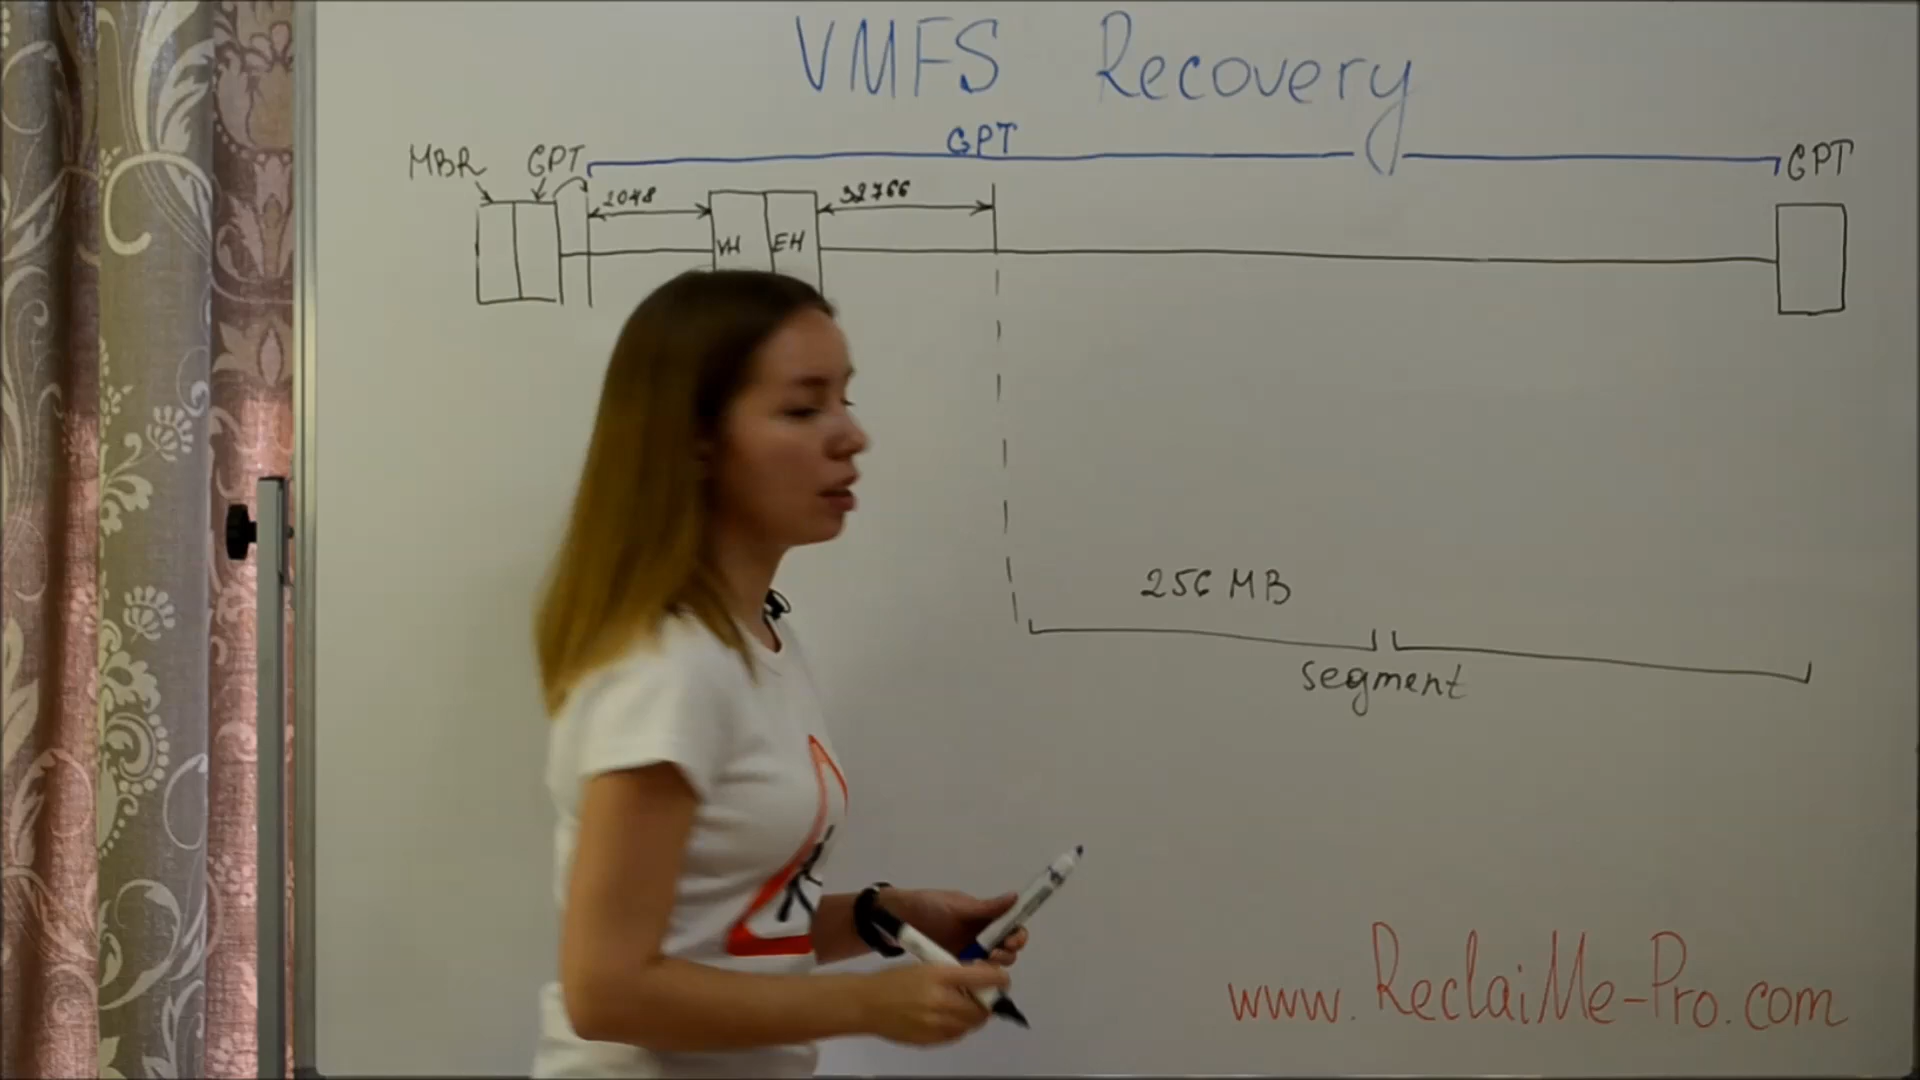 VMFS Recovery
GPT
MBR GPT GPT
2048 32766
VH EH
256 MB
segment
www.ReclaiMe-Pro.com